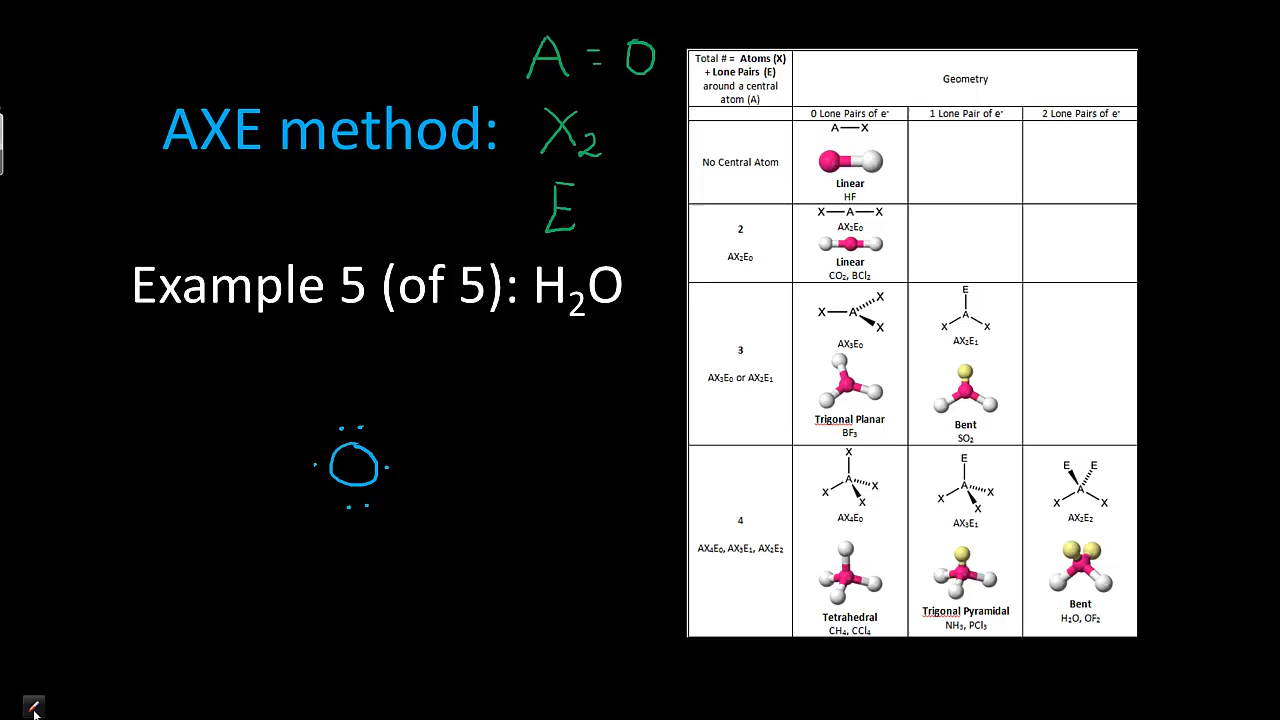 A = O
AXE method:
X₂
E
Example 5 (of 5): H₂O
O
Total # = Atoms (X)
+ Lone Pairs (E)
around a central
atom (A)
Geometry
0 Lone Pairs of e⁻
1 Lone Pair of e⁻
2 Lone Pairs of e⁻
No Central Atom
A—X
Linear
HF
2
AX₂E₀
X—A—X
AX₂E₀
Linear
CO₂, BCl₂
3
AX₃E₀ or AX₂E₁
X
X—A
X
AX₃E₀
Trigonal Planar
BF₃
E
A
X X
AX₂E₁
Bent
SO₂
4
AX₄E₀, AX₃E₁, AX₂E₂
X
A
X X
X
AX₄E₀
Tetrahedral
CH₄, CCl₄
E
A
X X
X
AX₃E₁
Trigonal Pyramidal
NH₃, PCl₃
E E
A
X X
AX₂E₂
Bent
H₂O, OF₂